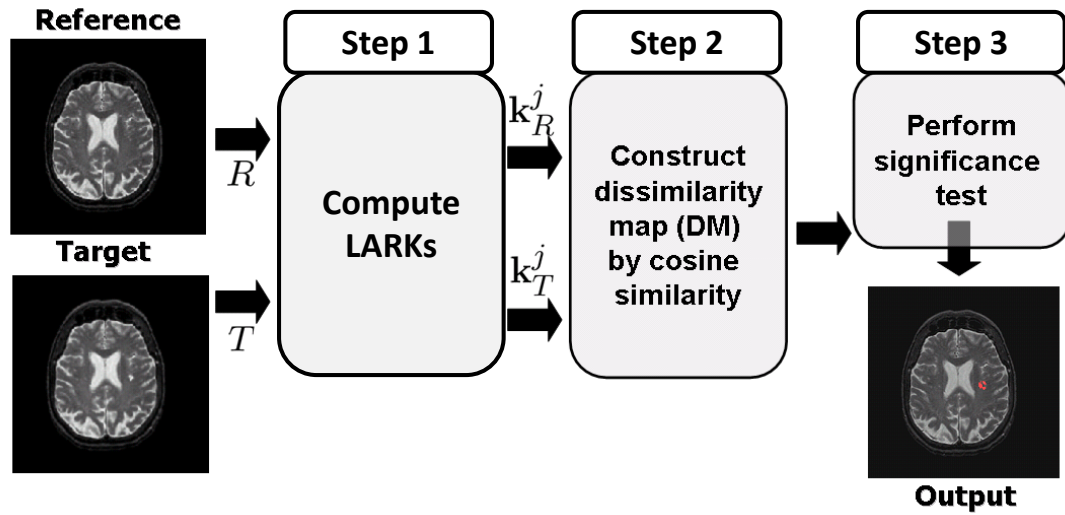 Reference
Target
R
T
Step 1
Compute
LARKs
k_R^j
k_T^j
Step 2
Construct
dissimilarity
map (DM)
by cosine
similarity
Step 3
Perform
significance
test
Output